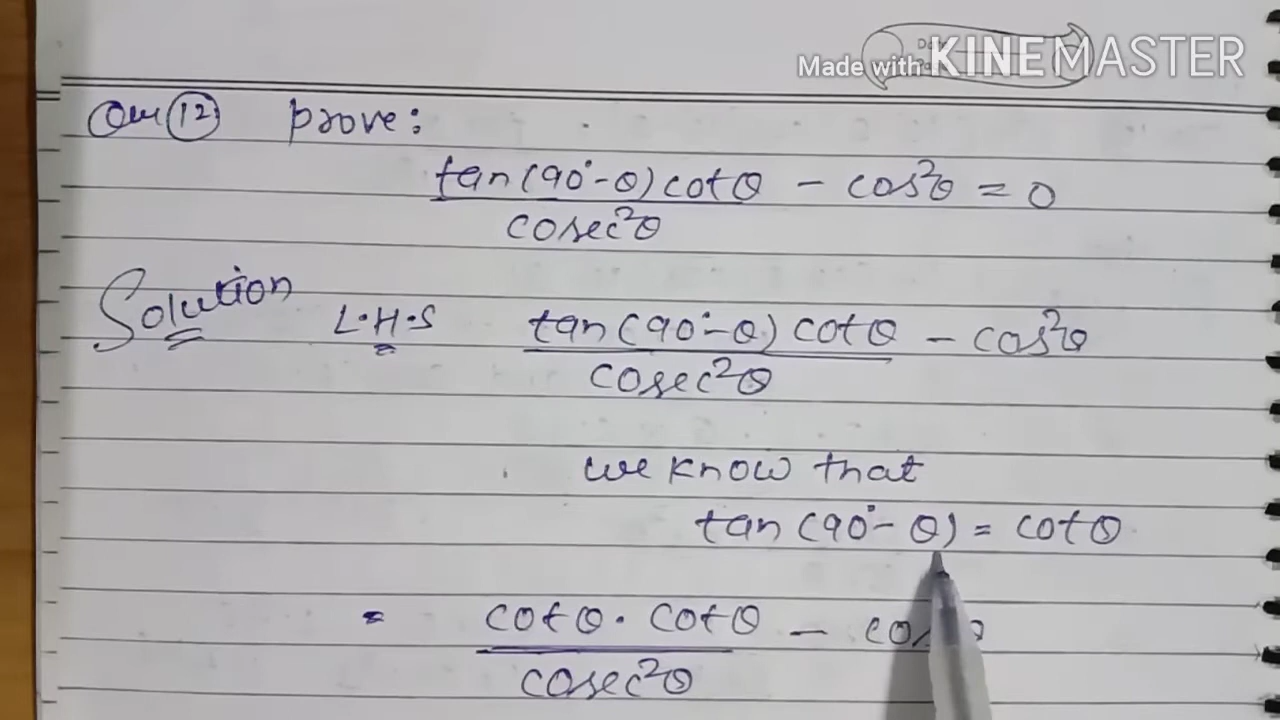 Made with KINEMASTER
Que 12 prove:
tan(90°-θ) cotθ - cos²θ = 0
cosec²θ
Solution L.H.S tan(90°-θ) cotθ - cos²θ
cosec²θ
we know that
tan (90°- θ) = cotθ
= cotθ . cotθ -
cosec²θ